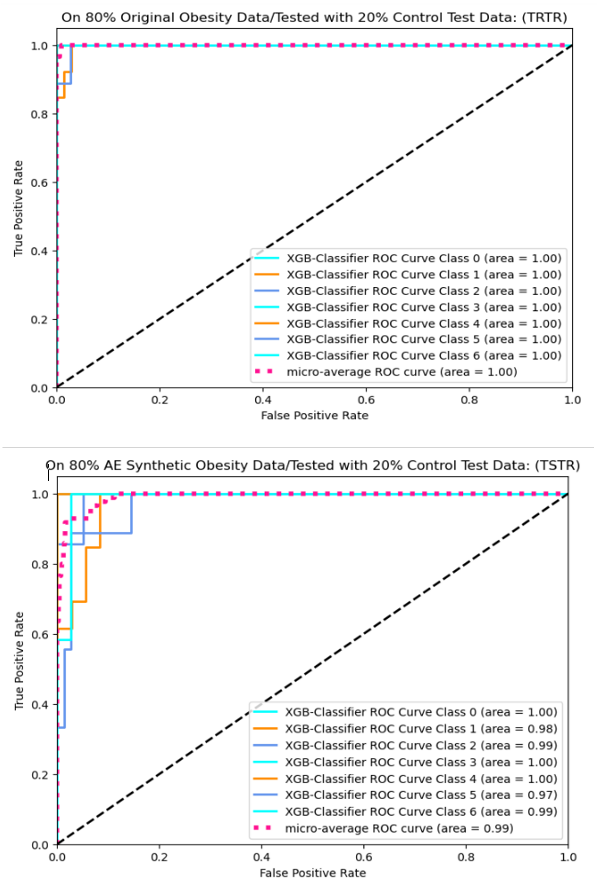 On 80% Original Obesity Data/Tested with 20% Control Test Data: (TRTR)
1.0
0.8
0.6
0.4
0.2
0.0
True Positive Rate
XGB-Classifier ROC Curve Class 0 (area = 1.00)
XGB-Classifier ROC Curve Class 1 (area = 1.00)
XGB-Classifier ROC Curve Class 2 (area = 1.00)
XGB-Classifier ROC Curve Class 3 (area = 1.00)
XGB-Classifier ROC Curve Class 4 (area = 1.00)
XGB-Classifier ROC Curve Class 5 (area = 1.00)
XGB-Classifier ROC Curve Class 6 (area = 1.00)
micro-average ROC curve (area = 1.00)
0.0 0.2 0.4 0.6 0.8 1.0
False Positive Rate
On 80% AE Synthetic Obesity Data/Tested with 20% Control Test Data: (TSTR)
1.0
0.8
0.6
0.4
0.2
0.0
True Positive Rate
XGB-Classifier ROC Curve Class 0 (area = 1.00)
XGB-Classifier ROC Curve Class 1 (area = 0.98)
XGB-Classifier ROC Curve Class 2 (area = 0.99)
XGB-Classifier ROC Curve Class 3 (area = 1.00)
XGB-Classifier ROC Curve Class 4 (area = 1.00)
XGB-Classifier ROC Curve Class 5 (area = 0.97)
XGB-Classifier ROC Curve Class 6 (area = 0.99)
micro-average ROC curve (area = 0.99)
0.0 0.2 0.4 0.6 0.8 1.0
False Positive Rate